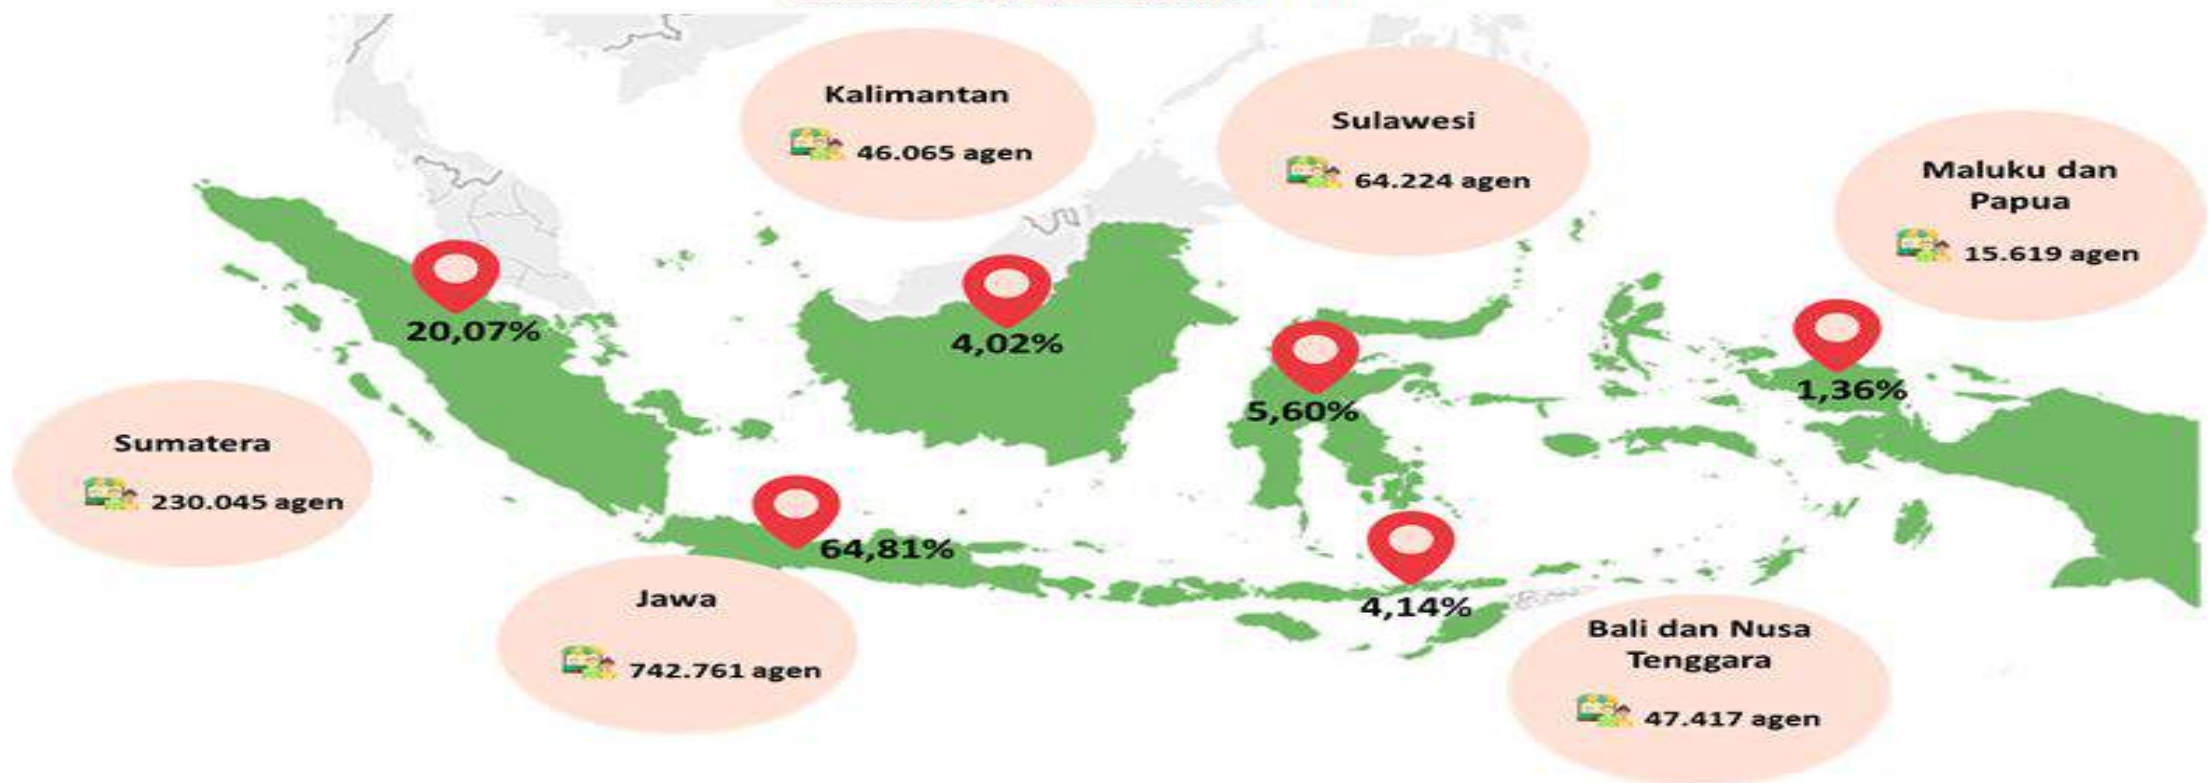 Kalimantan
46.065 agen
Sulawesi
64.224 agen
Maluku dan
Papua
15.619 agen
20,07%
4,02%
5,60%
1,36%
Sumatera
230.045 agen
64,81%
Jawa
742.761 agen
4,14%
Bali dan Nusa
Tenggara
47.417 agen